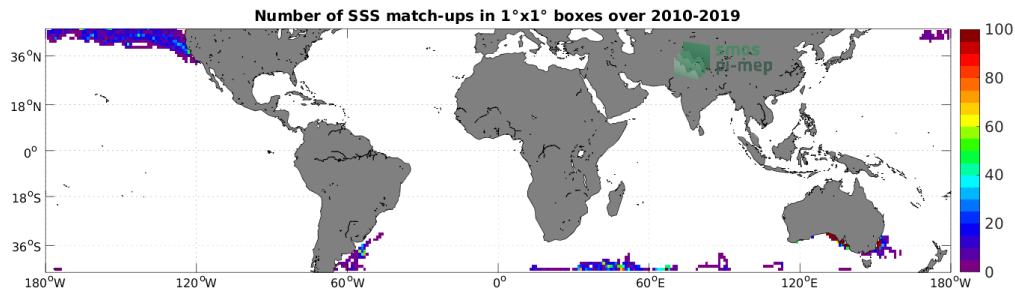 Number of SSS match-ups in 1°x1° boxes over 2010-2019
smos
pi-mep
36°N
18°N
0°
18°S
36°S
180°W
120°W
60°W
0°
60°E
120°E
180°W
100
80
60
40
20
0